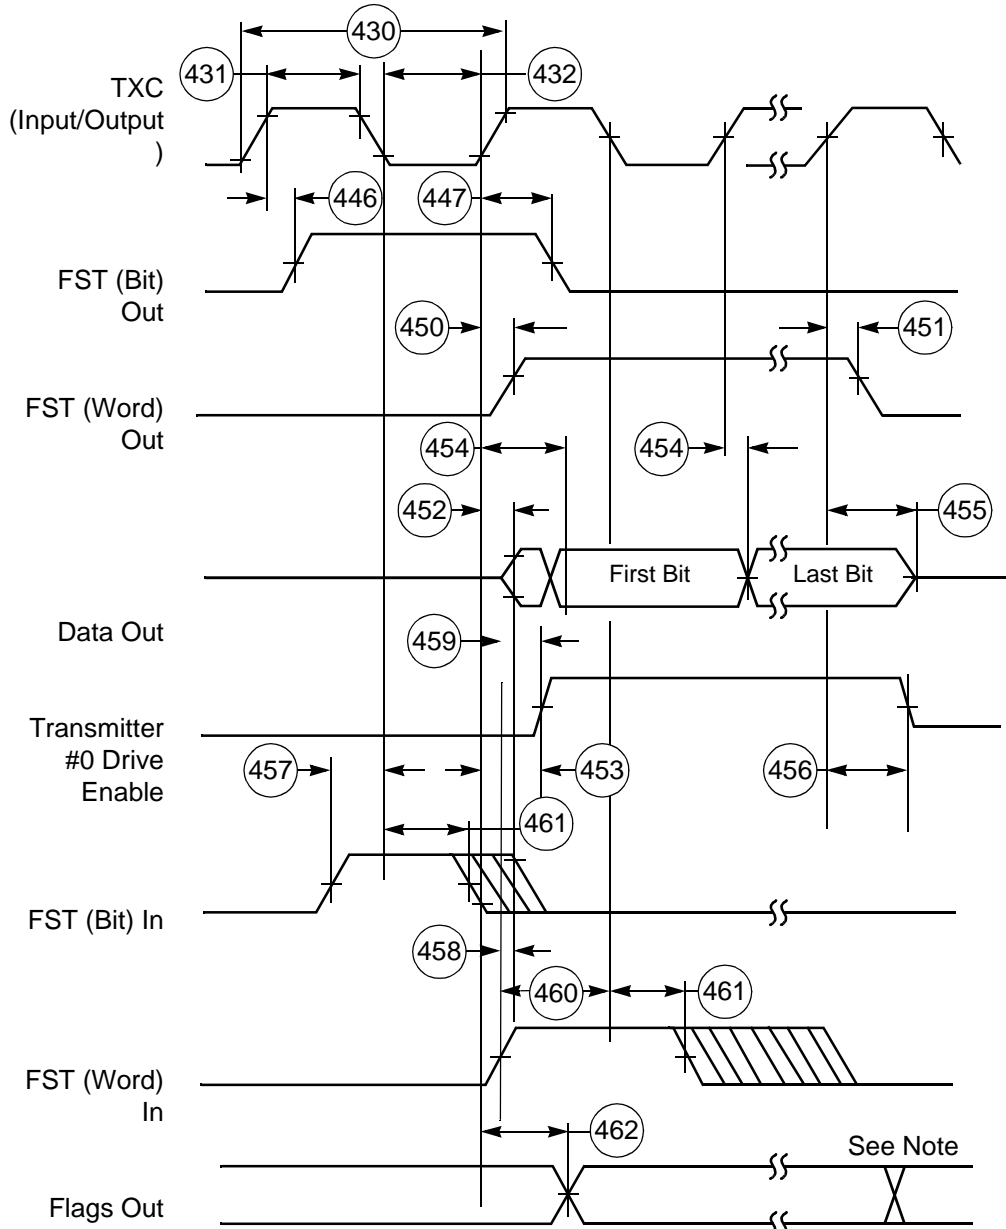 430
431
432
TXC
(Input/Output
)
446
447
FST (Bit)
Out
450
451
FST (Word)
Out
454
454
452
455
First Bit
Last Bit
Data Out
459
Transmitter
#0 Drive
Enable
457
453
456
461
FST (Bit) In
458
460
461
FST (Word)
In
462
See Note
Flags Out